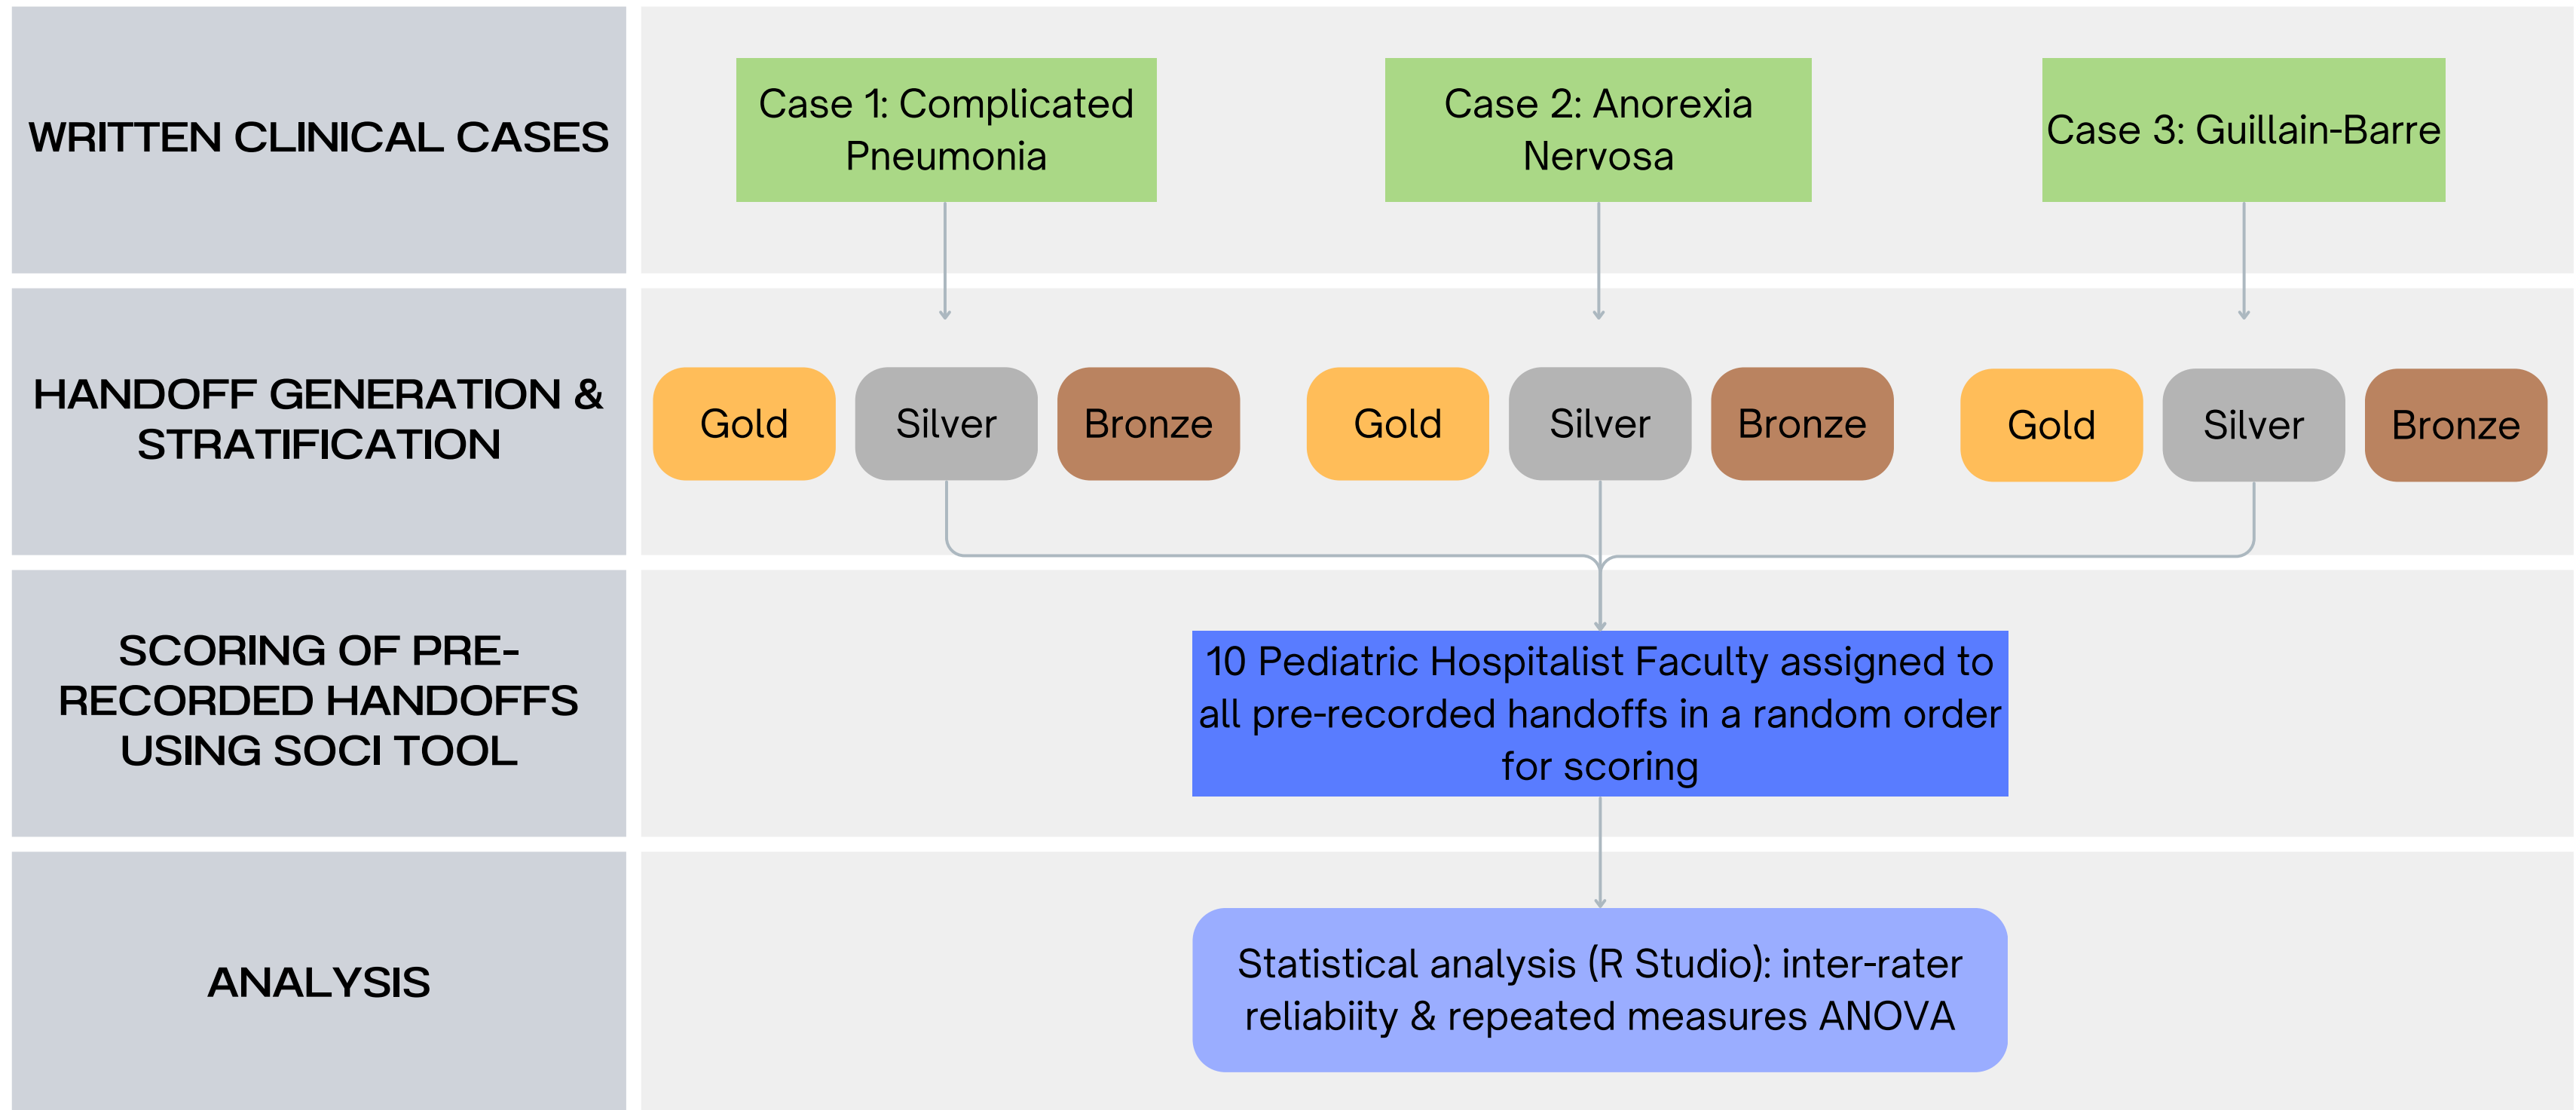 WRITTEN CLINICAL CASES
Case 1: Complicated
Pneumonia
Case 2: Anorexia
Nervosa
Case 3: Guillain-Barre
HANDOFF GENERATION &
STRATIFICATION
Gold
Silver
Bronze
Gold
Silver
Bronze
Gold
Silver
Bronze
SCORING OF PRE-
RECORDED HANDOFFS
USING SOCI TOOL
10 Pediatric Hospitalist Faculty assigned to
all pre-recorded handoffs in a random order
for scoring
ANALYSIS
Statistical analysis (R Studio): inter-rater
reliabiity & repeated measures ANOVA